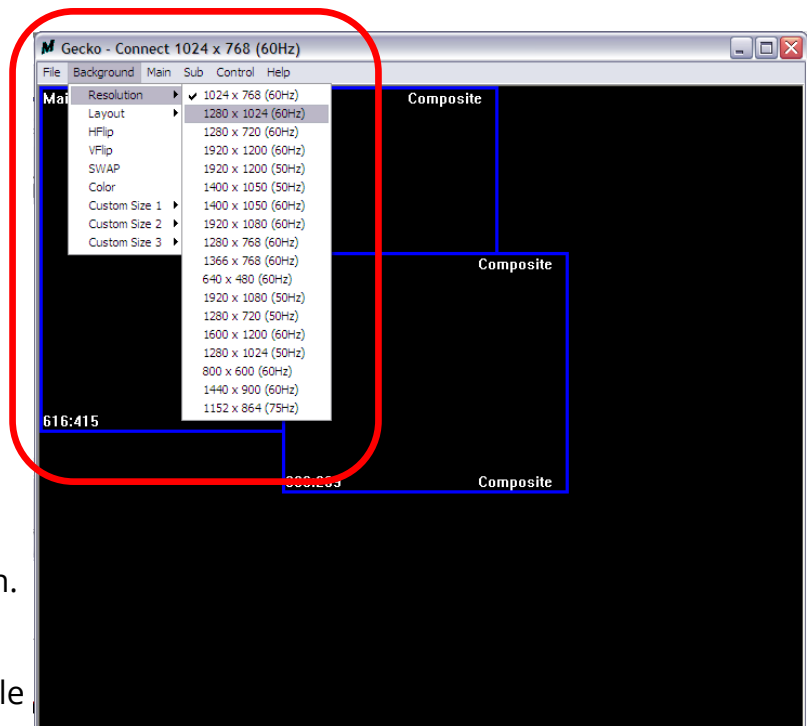 Gecko - Connect 1024 x 768 (60Hz)
File Background Main Sub Control Help
Resolution
Layout
HFlip
VFlip
SWAP
Color
Custom Size 1
Custom Size 2
Custom Size 3
1024 x 768 (60Hz)
1280 x 1024 (60Hz)
1280 x 720 (60Hz)
1920 x 1200 (60Hz)
1920 x 1200 (50Hz)
1400 x 1050 (50Hz)
1400 x 1050 (60Hz)
1920 x 1080 (60Hz)
1280 x 768 (60Hz)
1366 x 768 (60Hz)
640 x 480 (60Hz)
1920 x 1080 (50Hz)
1280 x 720 (50Hz)
1600 x 1200 (60Hz)
1280 x 1024 (50Hz)
800 x 600 (60Hz)
1440 x 900 (60Hz)
1152 x 864 (75Hz)
Mai
Composite
Composite
616:415
Composite
n.
le